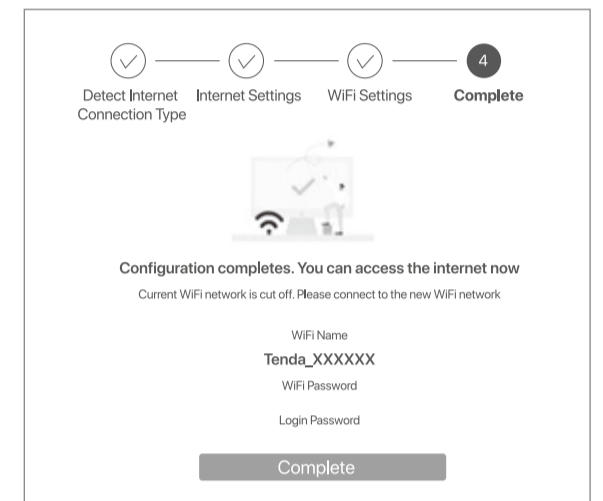 4
Detect Internet Internet Settings WiFi Settings Complete
Connection Type
Configuration completes. You can access the internet now
Current WiFi network is cut off. Please connect to the new WiFi network
WiFi Name
Tenda_XXXXXX
WiFi Password
Login Password
Complete